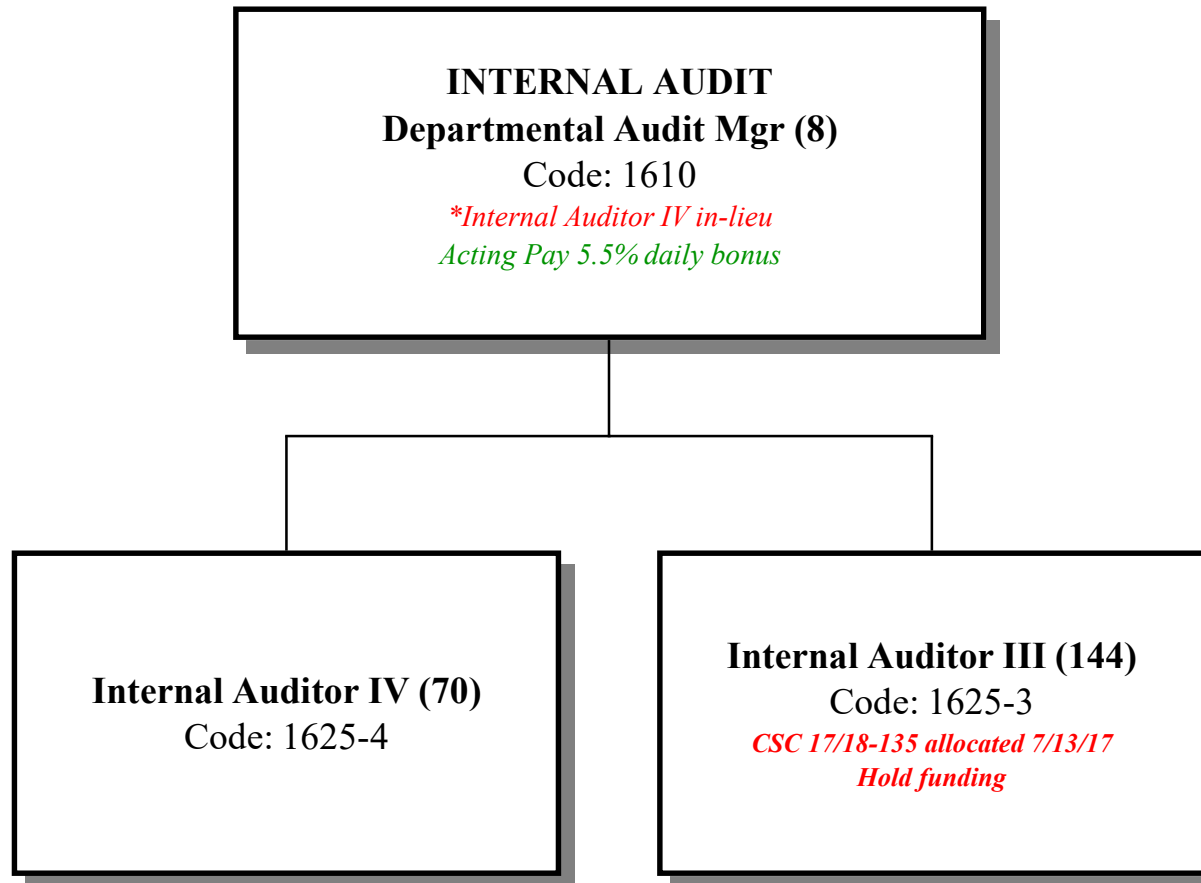 INTERNAL AUDIT
Departmental Audit Mgr (8)
Code: 1610
*Internal Auditor IV in-lieu
Acting Pay 5.5% daily bonus
Internal Auditor IV (70)
Code: 1625-4
Internal Auditor III (144)
Code: 1625-3
CSC 17/18-135 allocated 7/13/17
Hold funding